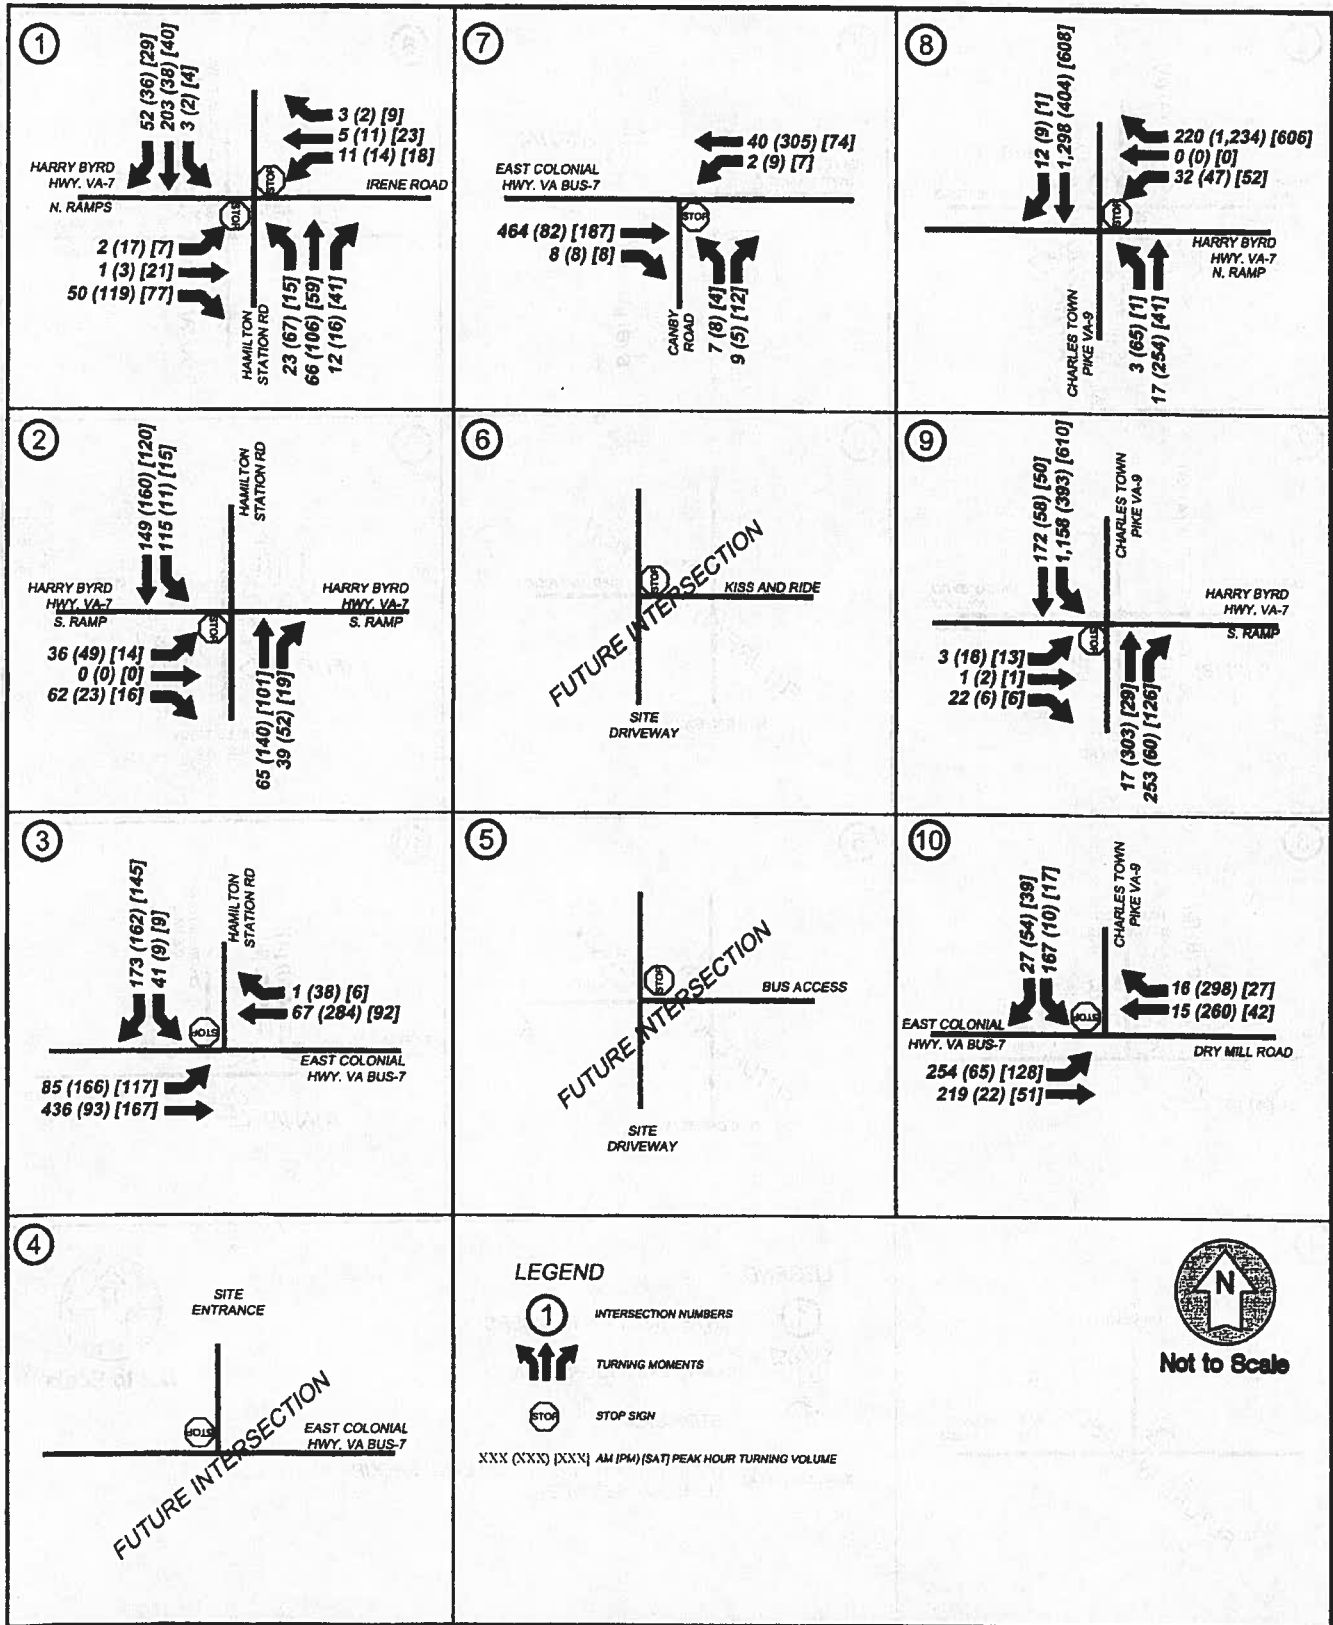 1
52 (36) [29]
203 (38) [40]
3 (2) [4]
3 (2) [9]
5 (11) [23]
11 (14) [18]
HARRY BYRD
HWY. VA-7
N. RAMPS
STOP
IRENE ROAD
STOP
2 (17) [7]
1 (3) [21]
50 (119) [77]
HAMILTON
STATION RD
23 (67) [15]
66 (106) [59]
12 (16) [41]
7
40 (305) [74]
2 (9) [7]
EAST COLONIAL
HWY. VA BUS-7
STOP
464 (82) [187]
8 (8) [8]
CANBY
ROAD
7 (8) [4]
9 (5) [12]
8
12 (9) [1]
1,298 (404) [608]
220 (1,234) [606]
0 (0) [0]
32 (47) [52]
STOP
HARRY BYRD
HWY. VA-7
N. RAMP
CHARLES TOWN
PIKE VA-9
3 (65) [1]
17 (254) [41]
2
149 (160) [120]
115 (11) [15]
HAMILTON
STATION RD
HARRY BYRD
HWY. VA-7
S. RAMP
HARRY BYRD
HWY. VA-7
S. RAMP
STOP
36 (49) [14]
0 (0) [0]
62 (23) [16]
65 (140) [101]
39 (52) [19]
6
STOP
KISS AND RIDE
FUTURE INTERSECTION
SITE
DRIVEWAY
9
172 (58) [50]
1,158 (393) [610]
CHARLES TOWN
PIKE VA-9
HARRY BYRD
HWY. VA-7
S. RAMP
STOP
3 (18) [13]
1 (2) [1]
22 (6) [6]
17 (303) [29]
253 (60) [126]
3
173 (162) [145]
41 (9) [9]
HAMILTON
STATION RD
1 (38) [6]
67 (284) [92]
STOP
EAST COLONIAL
HWY. VA BUS-7
85 (166) [117]
436 (93) [167]
5
STOP
BUS ACCESS
FUTURE INTERSECTION
SITE
DRIVEWAY
10
27 (54) [39]
167 (10) [17]
CHARLES TOWN
PIKE VA-9
16 (298) [27]
15 (260) [42]
EAST COLONIAL
HWY. VA BUS-7
STOP
DRY MILL ROAD
254 (65) [128]
219 (22) [51]
4
SITE
ENTRANCE
STOP
EAST COLONIAL
HWY. VA BUS-7
FUTURE INTERSECTION
LEGEND
1 INTERSECTION NUMBERS
TURNING MOMENTS
STOP STOP SIGN
XXX (XXX) [XXX] AM (PM) [SAT] PEAK HOUR TURNING VOLUME
N
Not to Scale